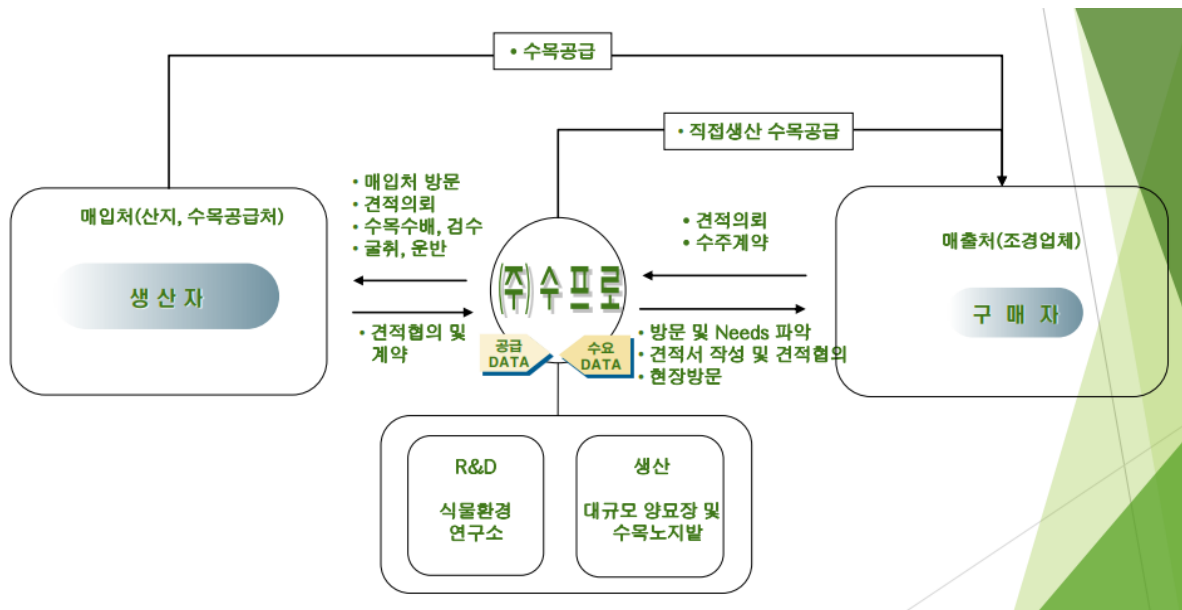 • 수목공급
• 직접생산 수목공급
매입처(산지, 수목공급처)
생 산 자
• 매입처 방문
• 견적의뢰
• 수목수배, 검수
• 굴취, 운반
• 견적협의 및
계약
(주)수프로
공급
DATA
수요
DATA
• 견적의뢰
• 수주계약
• 방문 및 Needs 파악
• 견적서 작성 및 견적협의
• 현장방문
매출처(조경업체)
구 매 자
R&D
식물환경
연구소
생산
대규모 양묘장 및
수목노지밭